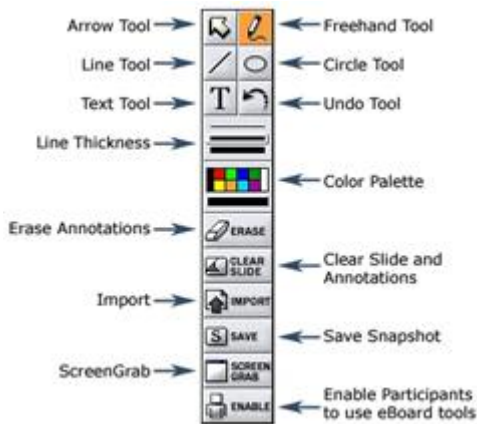 Arrow Tool
Freehand Tool
Line Tool
Circle Tool
Text Tool
T
Undo Tool
Line Thickness
Color Palette
Erase Annotations
ERASE
CLEAR
SLIDE
Clear Slide and
Annotations
Import
IMPORT
S SAVE
Save Snapshot
ScreenGrab
SCREEN
GRAB
ENABLE
Enable Participants
to use eBoard tools